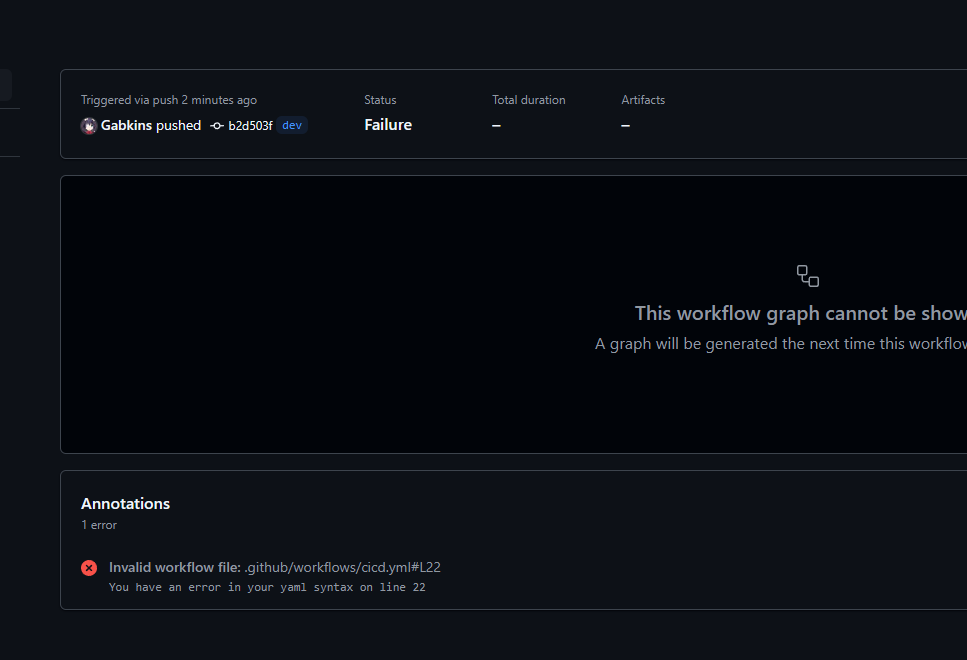 Triggered via push 2 minutes ago
Status
Total duration
Artifacts
Gabkins pushed b2d503f dev
Failure
–
–
This workflow graph cannot be show
A graph will be generated the next time this workflow
Annotations
1 error
Invalid workflow file: .github/workflows/cicd.yml#L22
You have an error in your yaml syntax on line 22